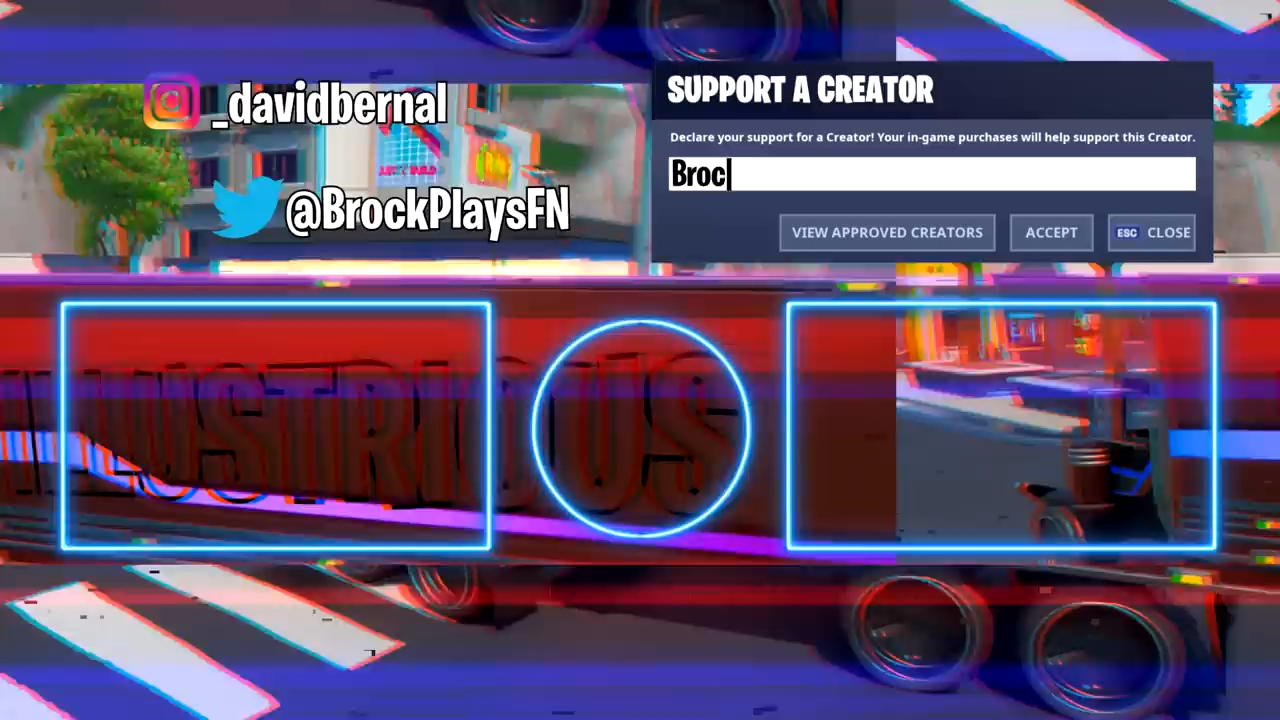 _davidbernal
@BrockPlaysFN
SUPPORT A CREATOR
Declare your support for a Creator! Your in-game purchases will help support this Creator.
Broc
VIEW APPROVED CREATORS
ACCEPT
ESC CLOSE
ILLUSTRIOUS